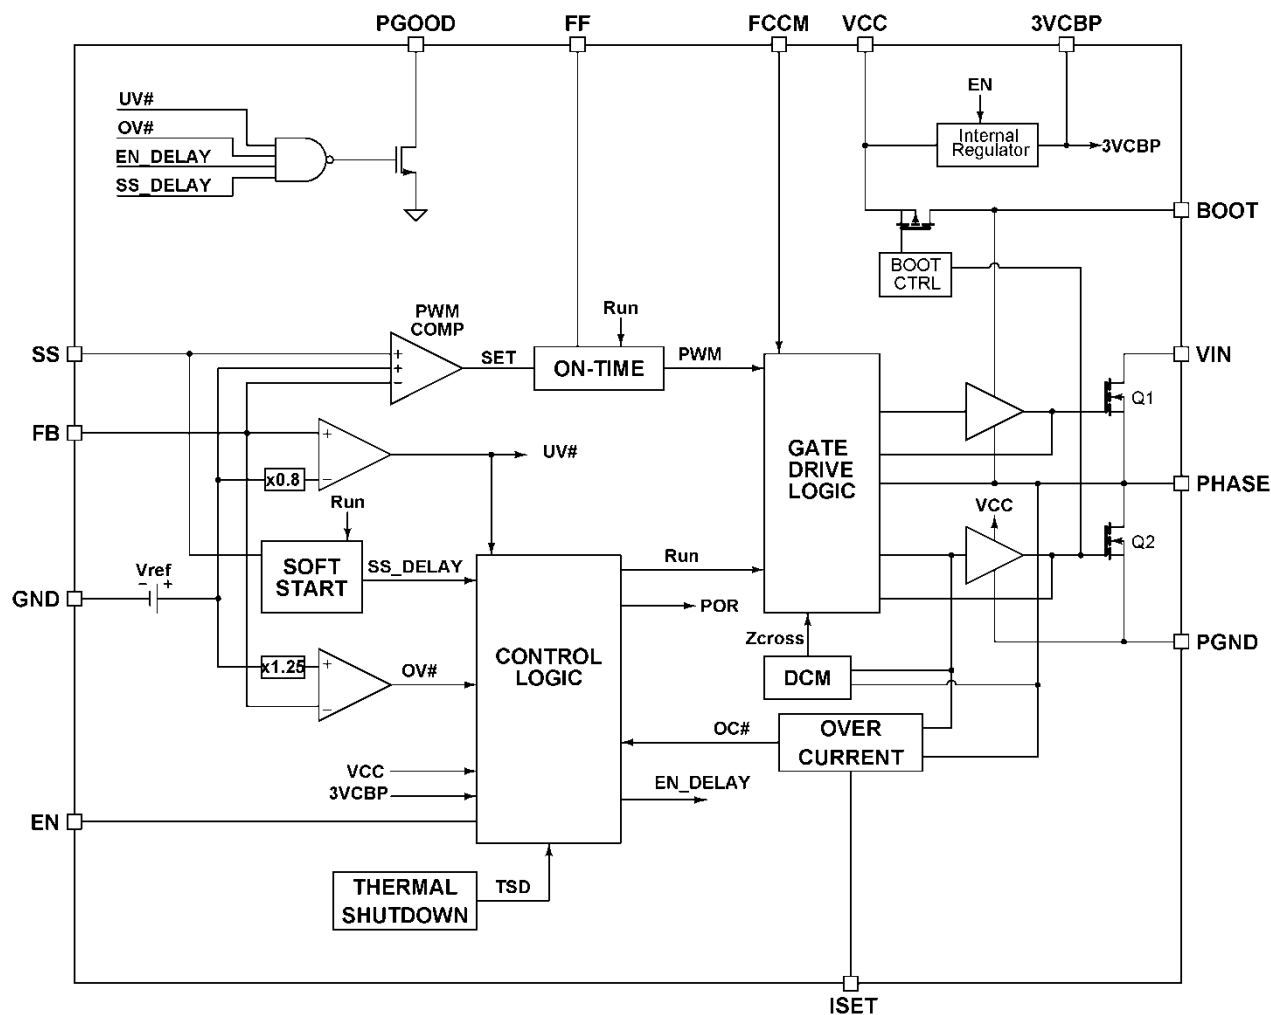 PGOOD
FF
FCCM
VCC
3VCBP
UV#
OV#
EN_DELAY
SS_DELAY
EN
Internal
Regulator
3VCBP
BOOT
BOOT
CTRL
PWM
COMP
Run
SS
+
+
−
SET
ON-TIME
PWM
VIN
Q1
FB
+
−
x0.8
UV#
GATE
DRIVE
LOGIC
PHASE
Run
VCC
Q2
SOFT
START
SS_DELAY
Run
Vref
− +
GND
POR
Zcross
PGND
CONTROL
LOGIC
x1.25
+
−
OV#
DCM
OC#
OVER
CURRENT
VCC
3VCBP
EN_DELAY
EN
THERMAL
SHUTDOWN
TSD
ISET